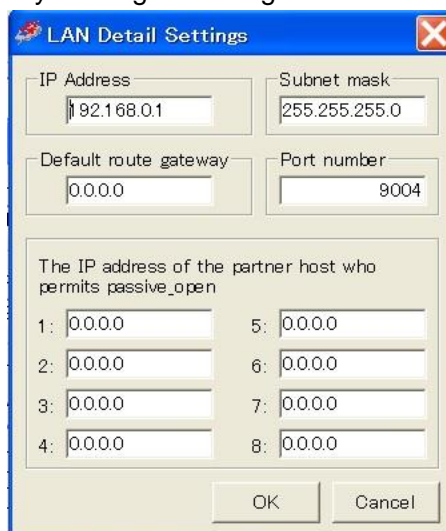 LAN Detail Settings
IP Address
192.168.0.1
Subnet mask
255.255.255.0
Default route gateway
0.0.0.0
Port number
9004
The IP address of the partner host who
permits passive_open
1: 0.0.0.0
5: 0.0.0.0
2: 0.0.0.0
6: 0.0.0.0
3: 0.0.0.0
7: 0.0.0.0
4: 0.0.0.0
8: 0.0.0.0
OK
Cancel